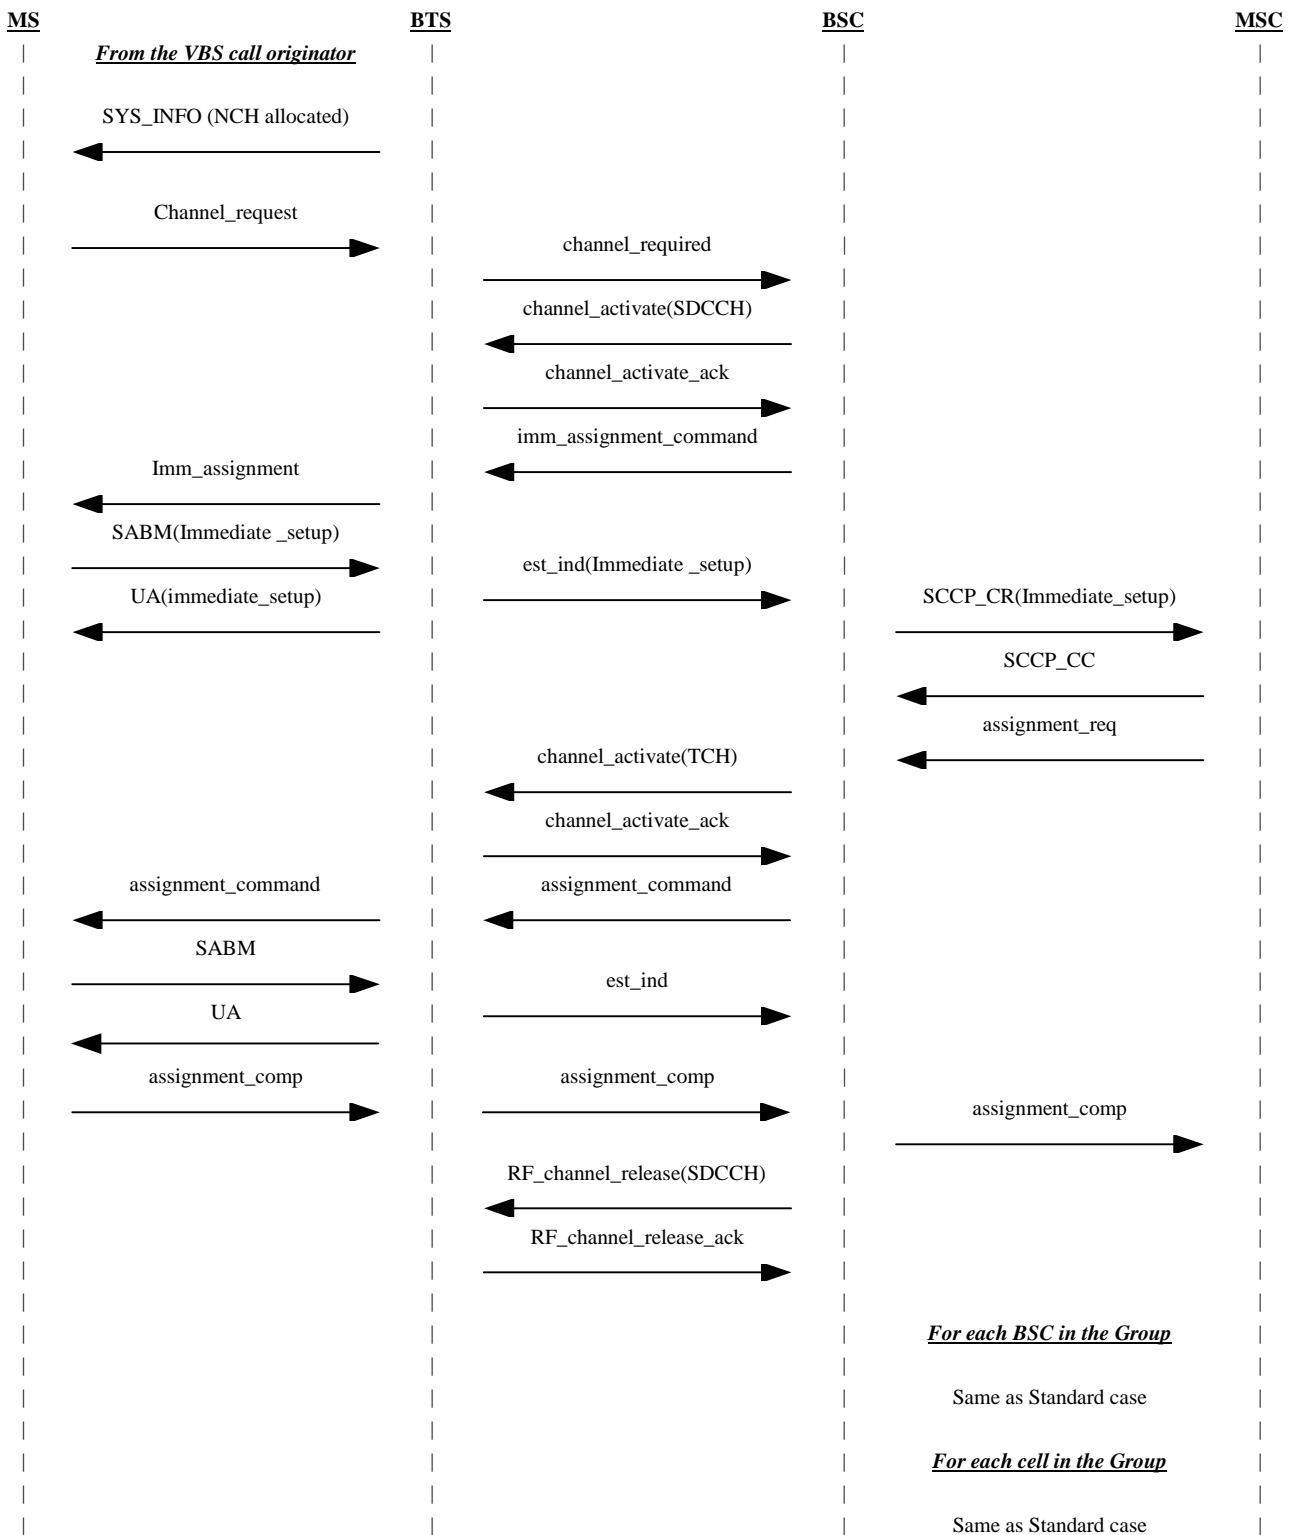 MS BTS BSC MSC
From the VBS call originator
SYS_INFO (NCH allocated)
Channel_request
channel_required
channel_activate(SDCCH)
channel_activate_ack
imm_assignment_command
Imm_assignment
SABM(Immediate _setup)
est_ind(Immediate _setup)
UA(immediate_setup)
SCCP_CR(Immediate_setup)
SCCP_CC
assignment_req
channel_activate(TCH)
channel_activate_ack
assignment_command assignment_command
SABM
est_ind
UA
assignment_comp assignment_comp
assignment_comp
RF_channel_release(SDCCH)
RF_channel_release_ack
For each BSC in the Group
Same as Standard case
For each cell in the Group
Same as Standard case